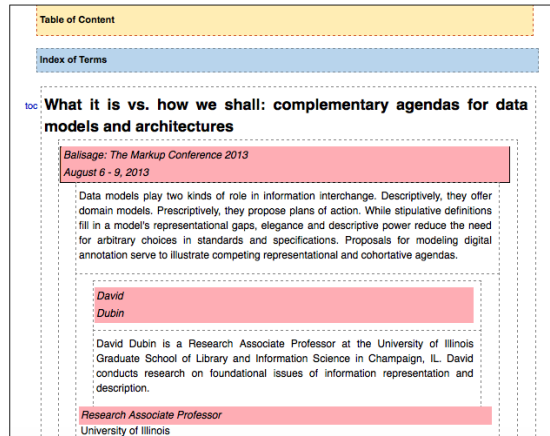 Table of Content
Index of Terms
toc What it is vs. how we shall: complementary agendas for data
models and architectures
Balisage: The Markup Conference 2013
August 6 - 9, 2013
Data models play two kinds of role in information interchange. Descriptively, they offer
domain models. Prescriptively, they propose plans of action. While stipulative definitions
fill in a model's representational gaps, elegance and descriptive power reduce the need
for arbitrary choices in standards and specifications. Proposals for modeling digital
annotation serve to illustrate competing representational and cohortative agendas.
David
Dubin
David Dubin is a Research Associate Professor at the University of Illinois
Graduate School of Library and Information Science in Champaign, IL. David
conducts research on foundational issues of information representation and
description.
Research Associate Professor
University of Illinois